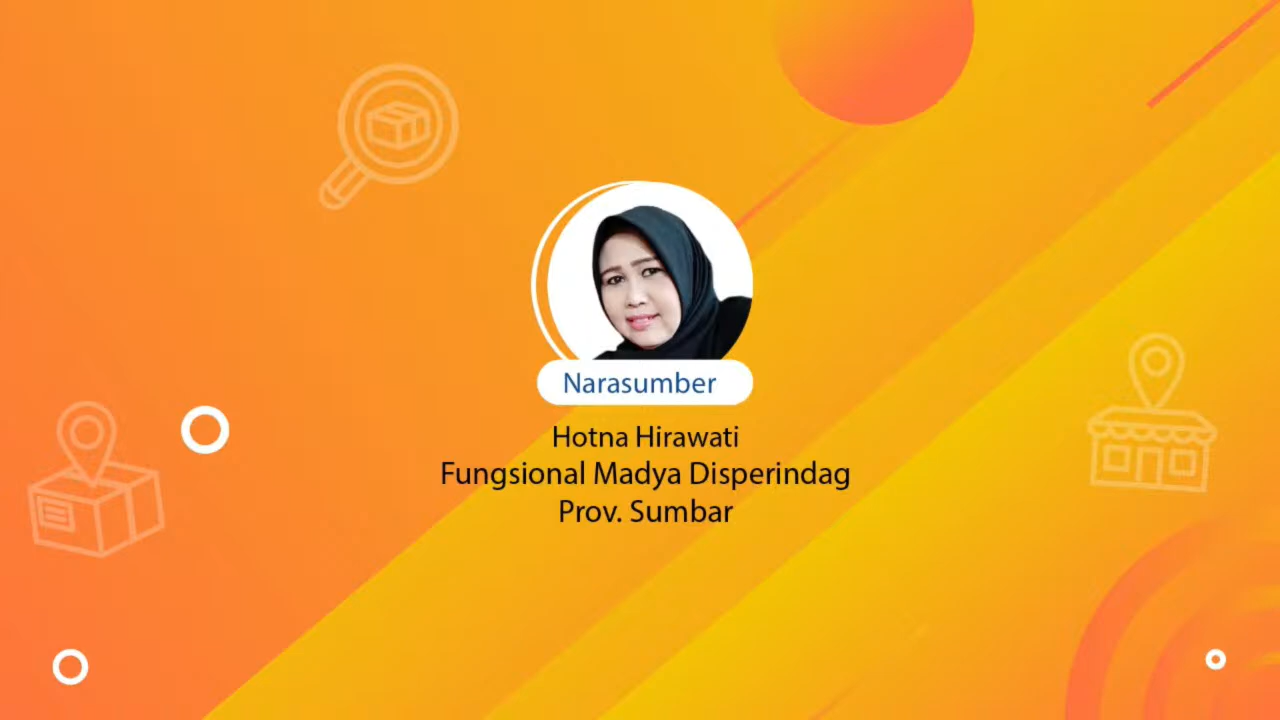 Narasumber
Hotna Hirawati
Fungsional Madya Disperindag
Prov. Sumbar